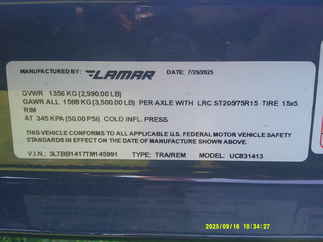 MANUFACTURED BY: LAMAR DATE: 7/25/2025
GVWR 1356 KG (2,990.00 LB)
GAWR ALL 1588 KG (3,500.00 LB) PER AXLE WITH LRC ST205/75R15 TIRE 15x5
RIM
AT 345 KPA (50.00 PSI) COLD INFL. PRESS.
THIS VEHICLE CONFORMS TO ALL APPLICABLE U.S. FEDERAL MOTOR VEHICLE SAFETY
STANDARDS IN EFFECT ON THE DATE OF MANUFACTURE SHOWN ABOVE.
V.I.N.: TYPE: TRA/REM MODEL: UC831413
2025/09/16 10:34:27